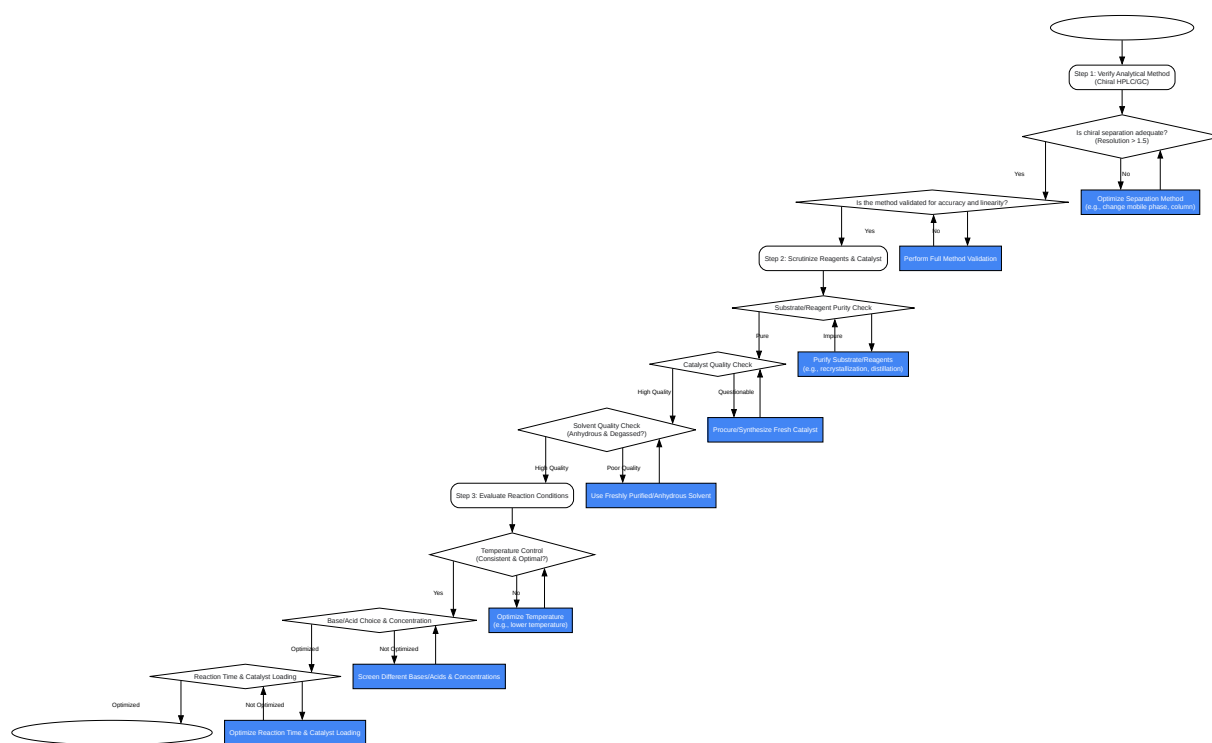 Step 1: Verify Analytical Method
(Chiral HPLC/GC)
Is chiral separation adequate?
(Resolution > 1.5)
Yes
No
Optimize Separation Method
(e.g., change mobile phase, column)
Is the method validated for accuracy and linearity?
Yes
No
Step 2: Scrutinize Reagents & Catalyst
Perform Full Method Validation
Substrate/Reagent Purity Check
Pure
Impure
Catalyst Quality Check
Purify Substrate/Reagents
(e.g., recrystallization, distillation)
High Quality
Questionable
Solvent Quality Check
(Anhydrous & Degassed?)
Procure/Synthesize Fresh Catalyst
High Quality
Poor Quality
Step 3: Evaluate Reaction Conditions
Use Freshly Purified/Anhydrous Solvent
Temperature Control
(Consistent & Optimal?)
Yes
No
Base/Acid Choice & Concentration
Optimize Temperature
(e.g., lower temperature)
Optimized
Not Optimized
Reaction Time & Catalyst Loading
Screen Different Bases/Acids & Concentrations
Optimized
Not Optimized
Optimize Reaction Time & Catalyst Loading